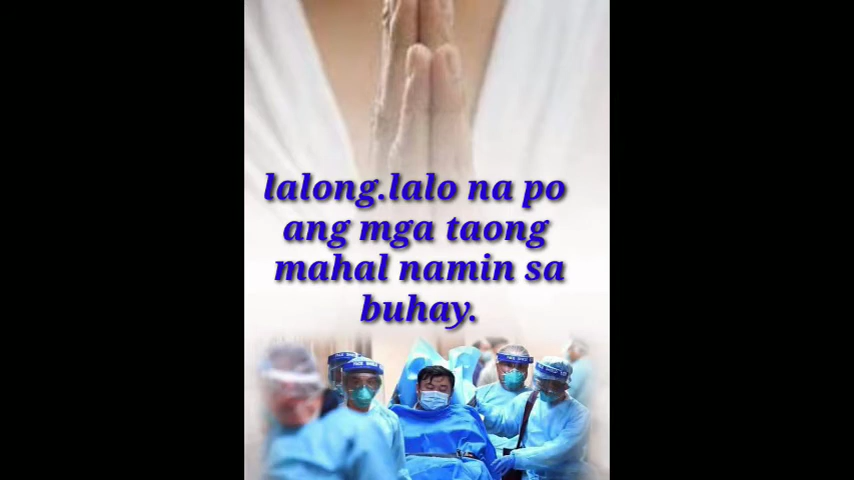 lalong.lalo na po
ang mga taong
mahal namin sa
buhay.